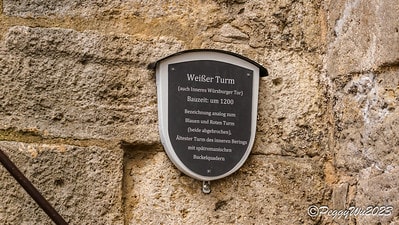 Weißer Turm
(auch Inneres Würzburger Tor)
Bauzeit: um 1200
Bezeichnung analog zum
Blauen und Roten Turm
(beide abgebrochen),
Ältester Turm des Inneren Berings
mit spätromanischen
Buckelquadern
©PeggyWu2023